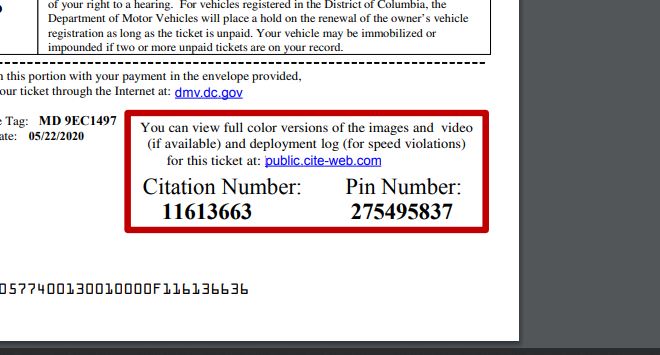 of your right to a hearing. For vehicles registered in the District of Columbia, the
Department of Motor Vehicles will place a hold on the renewal of the owner's vehicle
registration as long as the ticket is unpaid. Your vehicle may be immobilized or
impounded if two or more unpaid tickets are on your record.
n this portion with your payment in the envelope provided,
our ticket through the Internet at: dmv.dc.gov
e Tag: MD 9EC1497
ate: 05/22/2020
You can view full color versions of the images and video
(if available) and deployment log (for speed violations)
for this ticket at: public.cite-web.com
Citation Number: Pin Number:
11613663 275495837
05774001300100000F116136636